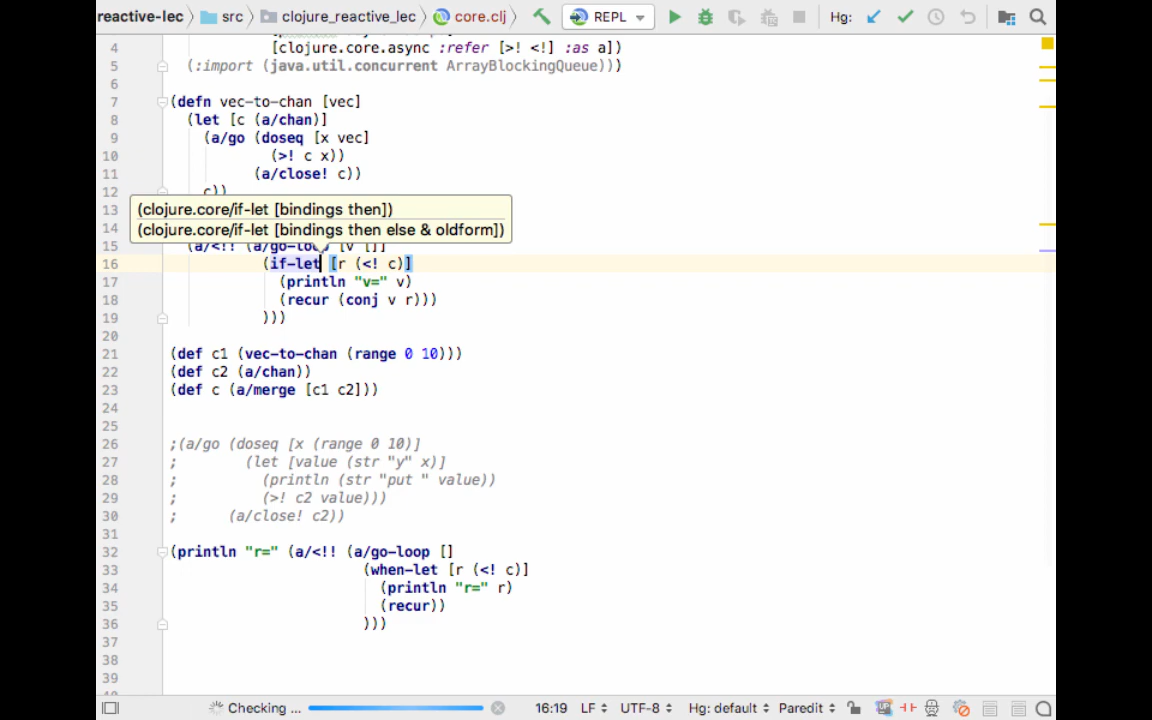 reactive-lec src clojure_reactive_lec core.clj REPL Hg:
4 [clojure.core.async :refer [>! <!] :as a])
5 (:import (java.util.concurrent ArrayBlockingQueue)))
6
7 (defn vec-to-chan [vec]
8 (let [c (a/chan)]
9 (a/go (doseq [x vec]
10 (>! c x))
11 (a/close! c))
12 c))
(clojure.core/if-let [bindings then])
13
(clojure.core/if-let [bindings then else & oldform])
14
15 (a/<!! (a/go-loop [v []]
16 (if-let [r (<! c)]
17 (println "v=" v)
18 (recur (conj v r)))
19 )))
20
21 (def c1 (vec-to-chan (range 0 10)))
22 (def c2 (a/chan))
23 (def c (a/merge [c1 c2]))
24
25
26 ;(a/go (doseq [x (range 0 10)]
27 ; (let [value (str "y" x)]
28 ; (println (str "put " value))
29 ; (>! c2 value)))
30 ; (a/close! c2))
31
32 (println "r=" (a/<!! (a/go-loop []
33 (when-let [r (<! c)]
34 (println "r=" r)
35 (recur))
36 )))
37
38
39
Checking ... 16:19 LF UTF-8 Hg: default Paredit